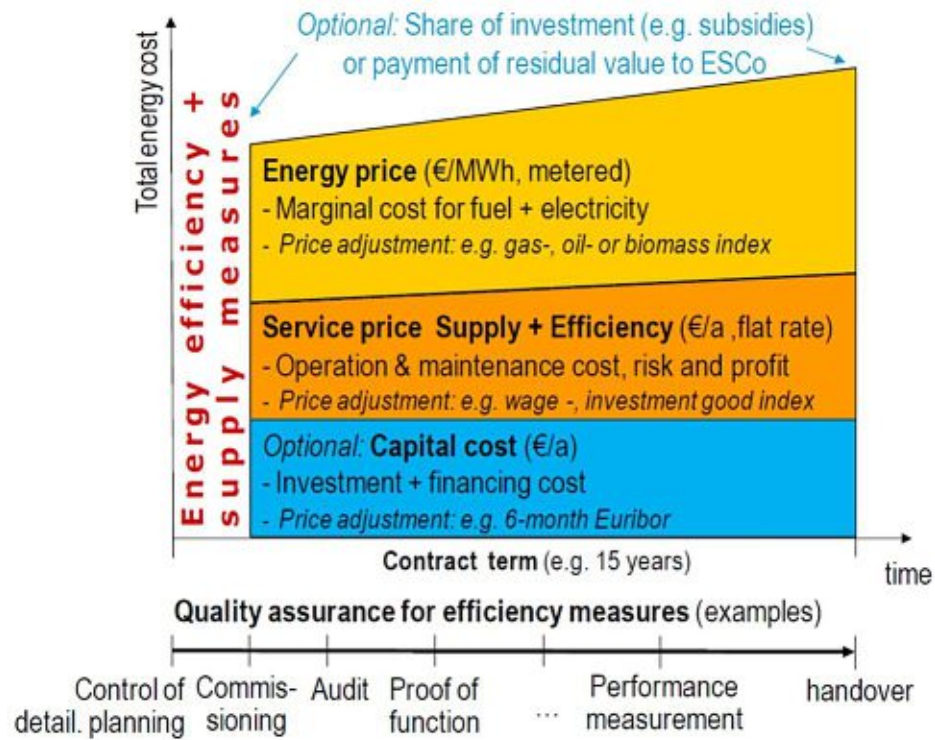 Optional: Share of investment (e.g. subsidies)
or payment of residual value to ESCo
Total energy cost
Energy efficiency +
supply measures
Energy price (€/MWh, metered)
- Marginal cost for fuel + electricity
- Price adjustment: e.g. gas-, oil- or biomass index
Service price Supply + Efficiency (€/a ,flat rate)
- Operation & maintenance cost, risk and profit
- Price adjustment: e.g. wage -, investment good index
Optional: Capital cost (€/a)
- Investment + financing cost
- Price adjustment: e.g. 6-month Euribor
Contract term (e.g. 15 years)
time
Quality assurance for efficiency measures (examples)
Control of
detail. planning
Commis-
sioning
Audit
Proof of
function
...
Performance
measurement
handover